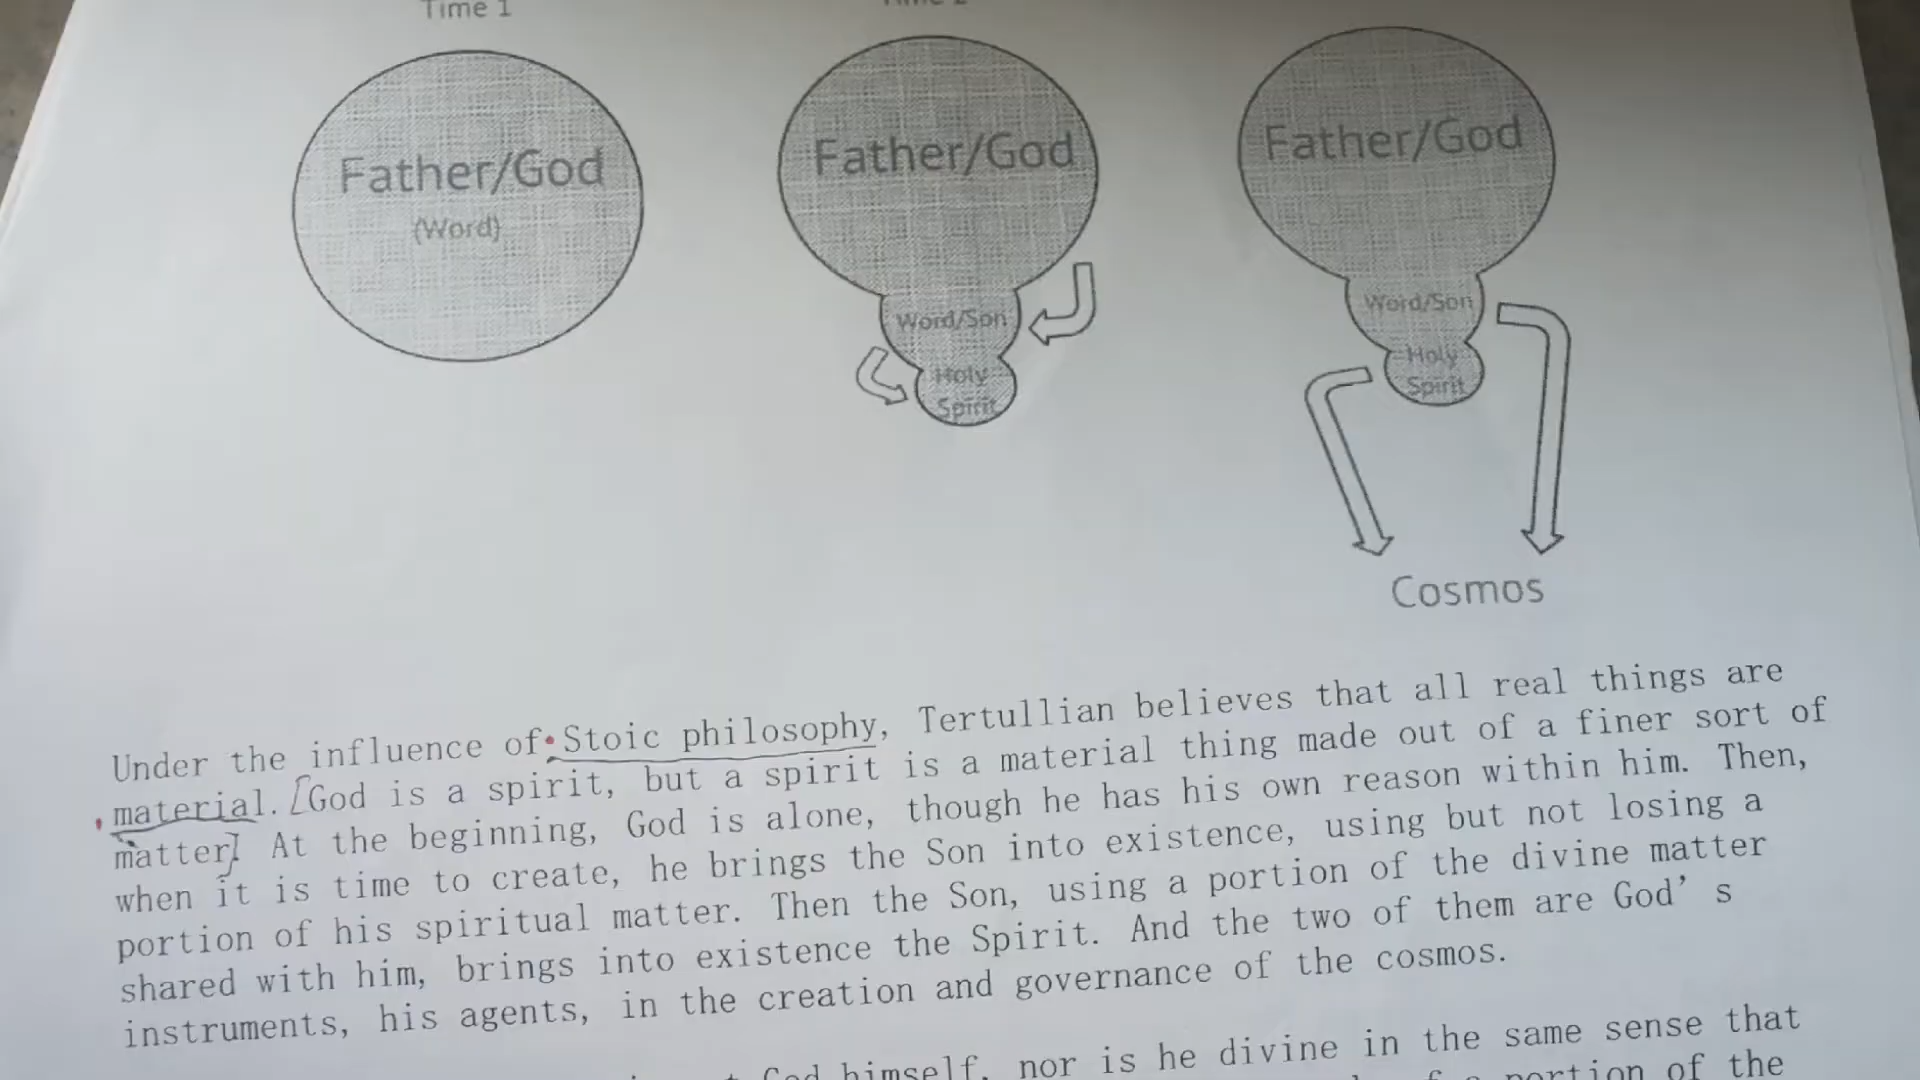 Time 1
Father/God
(Word)
Father/God
Word/Son
Holy
Spirit
Father/God
Word/Son
Holy
Spirit
Cosmos
Under the influence of Stoic philosophy, Tertullian believes that all real things are
material. [God is a spirit, but a spirit is a material thing made out of a finer sort of
matter] At the beginning, God is alone, though he has his own reason within him. Then,
when it is time to create, he brings the Son into existence, using but not losing a
portion of his spiritual matter. Then the Son, using a portion of the divine matter
shared with him, brings into existence the Spirit. And the two of them are God's
instruments, his agents, in the creation and governance of the cosmos.
God himself, nor is he divine in the same sense that
portion of the